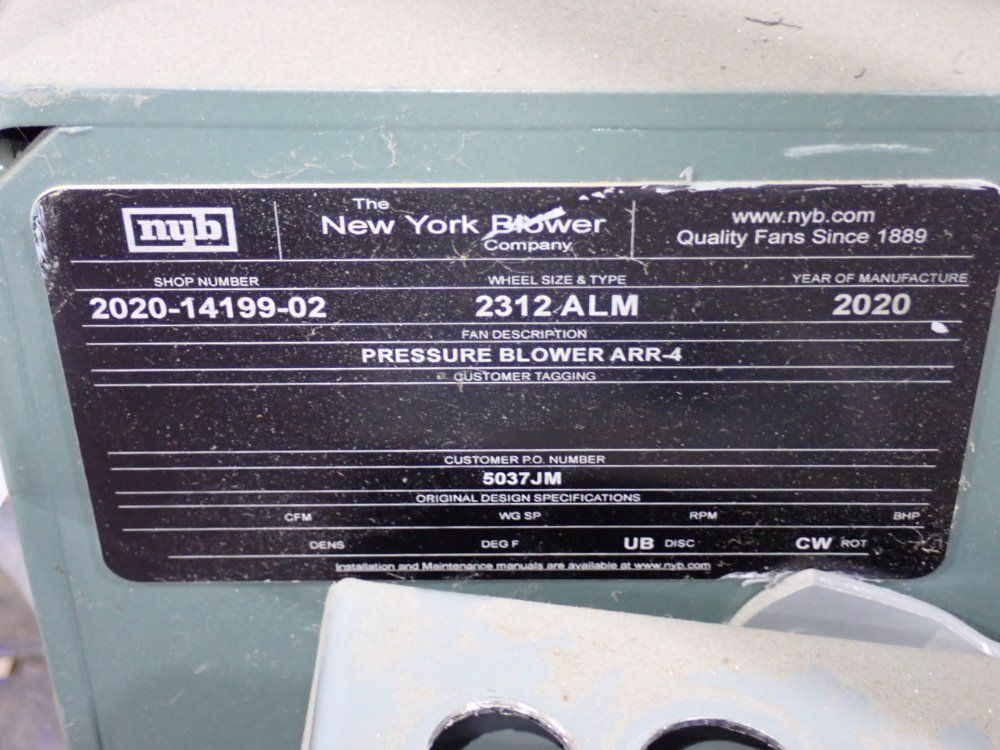 nyb
The
New York Blower
Company
www.nyb.com
Quality Fans Since 1889
SHOP NUMBER WHEEL SIZE & TYPE YEAR OF MANUFACTURE
2020-14199-02 2312 ALM 2020
FAN DESCRIPTION
PRESSURE BLOWER ARR-4
CUSTOMER TAGGING
CUSTOMER P.O. NUMBER
5037JM
ORIGINAL DESIGN SPECIFICATIONS
CFM WG SP RPM BHP
DENS DEG F UB DISC CW ROT
Installation and Maintenance manuals are available at www.nyb.com